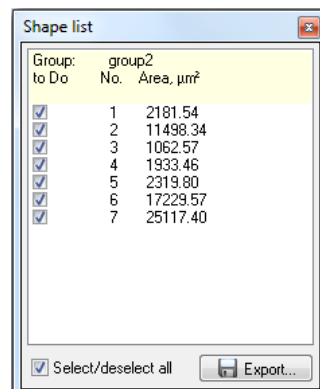 Shape list
Group: group2
to Do No. Area, µm²
1 2181.54
2 11498.34
3 1062.57
4 1933.46
5 2319.80
6 17229.57
7 25117.40
Select/deselect all Export...